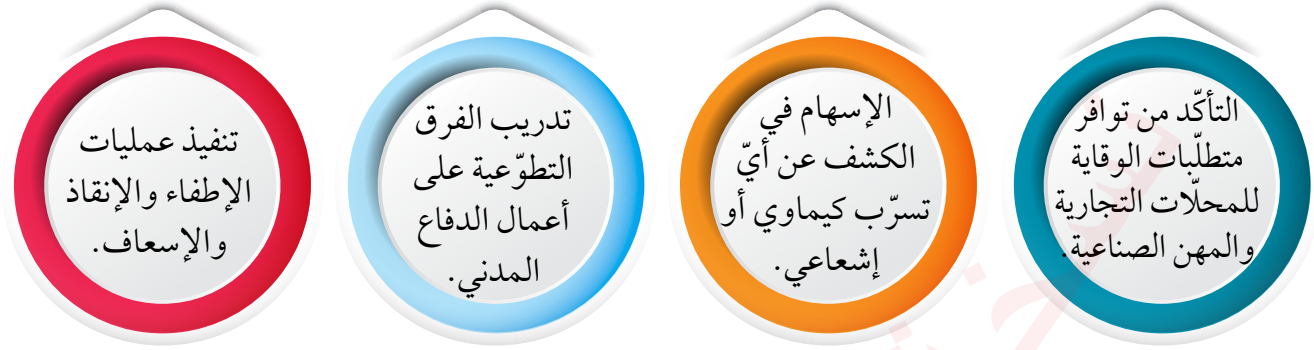 التأكّد من توافر
متطلّبات الوقاية
للمحلّات التجارية
والمهن الصناعية.
الإسهام في
الكشف عن أيّ
تسرّب كيماوي أو
إشعاعي.
تدريب الفرق
التطوّعية على
أعمال الدفاع
المدني.
تنفيذ عمليات
الإطفاء والإنقاذ
والإسعاف.